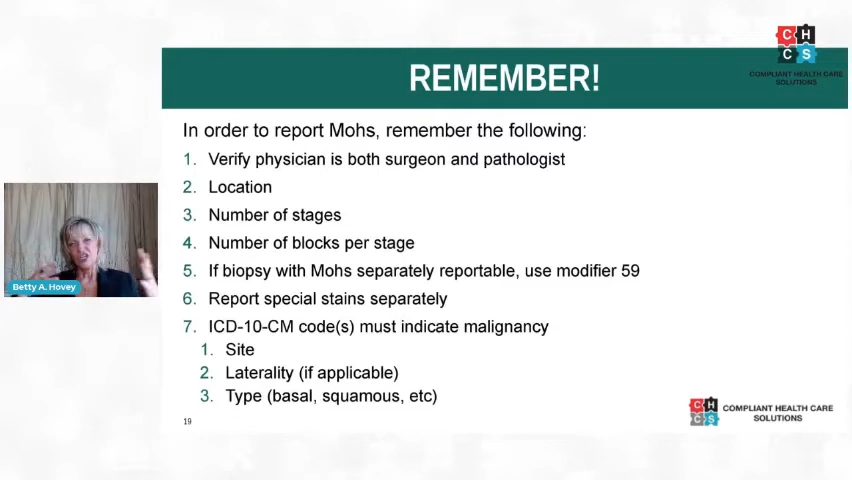 C H
C S
COMPLIANT HEALTH CARE
SOLUTIONS
REMEMBER!
In order to report Mohs, remember the following:
1. Verify physician is both surgeon and pathologist
2. Location
3. Number of stages
4. Number of blocks per stage
5. If biopsy with Mohs separately reportable, use modifier 59
6. Report special stains separately
7. ICD-10-CM code(s) must indicate malignancy
1. Site
2. Laterality (if applicable)
3. Type (basal, squamous, etc)
Betty A. Hovey
19
C H
C S
COMPLIANT HEALTH CARE
SOLUTIONS